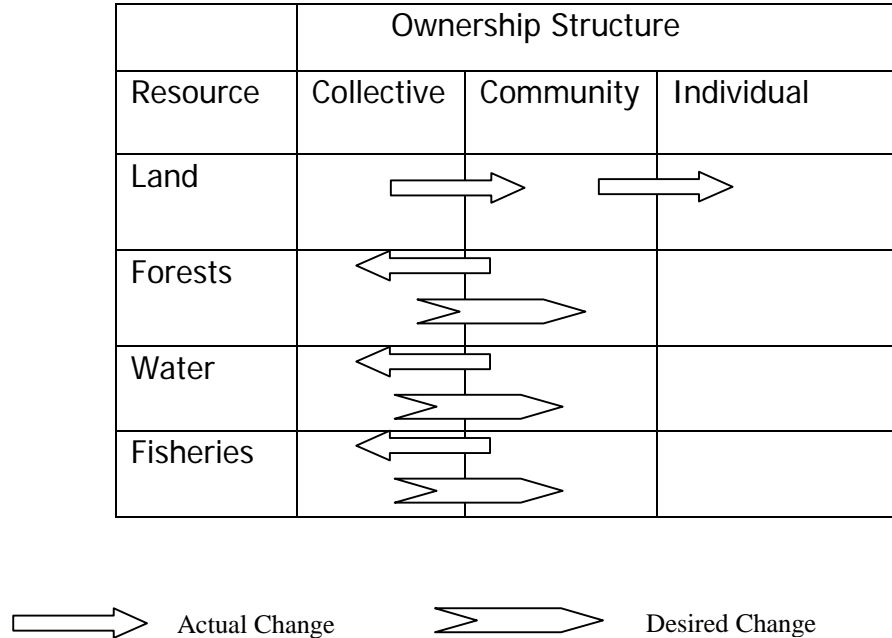 Ownership Structure
Resource Collective Community Individual
Land
Forests
Water
Fisheries
Actual Change Desired Change